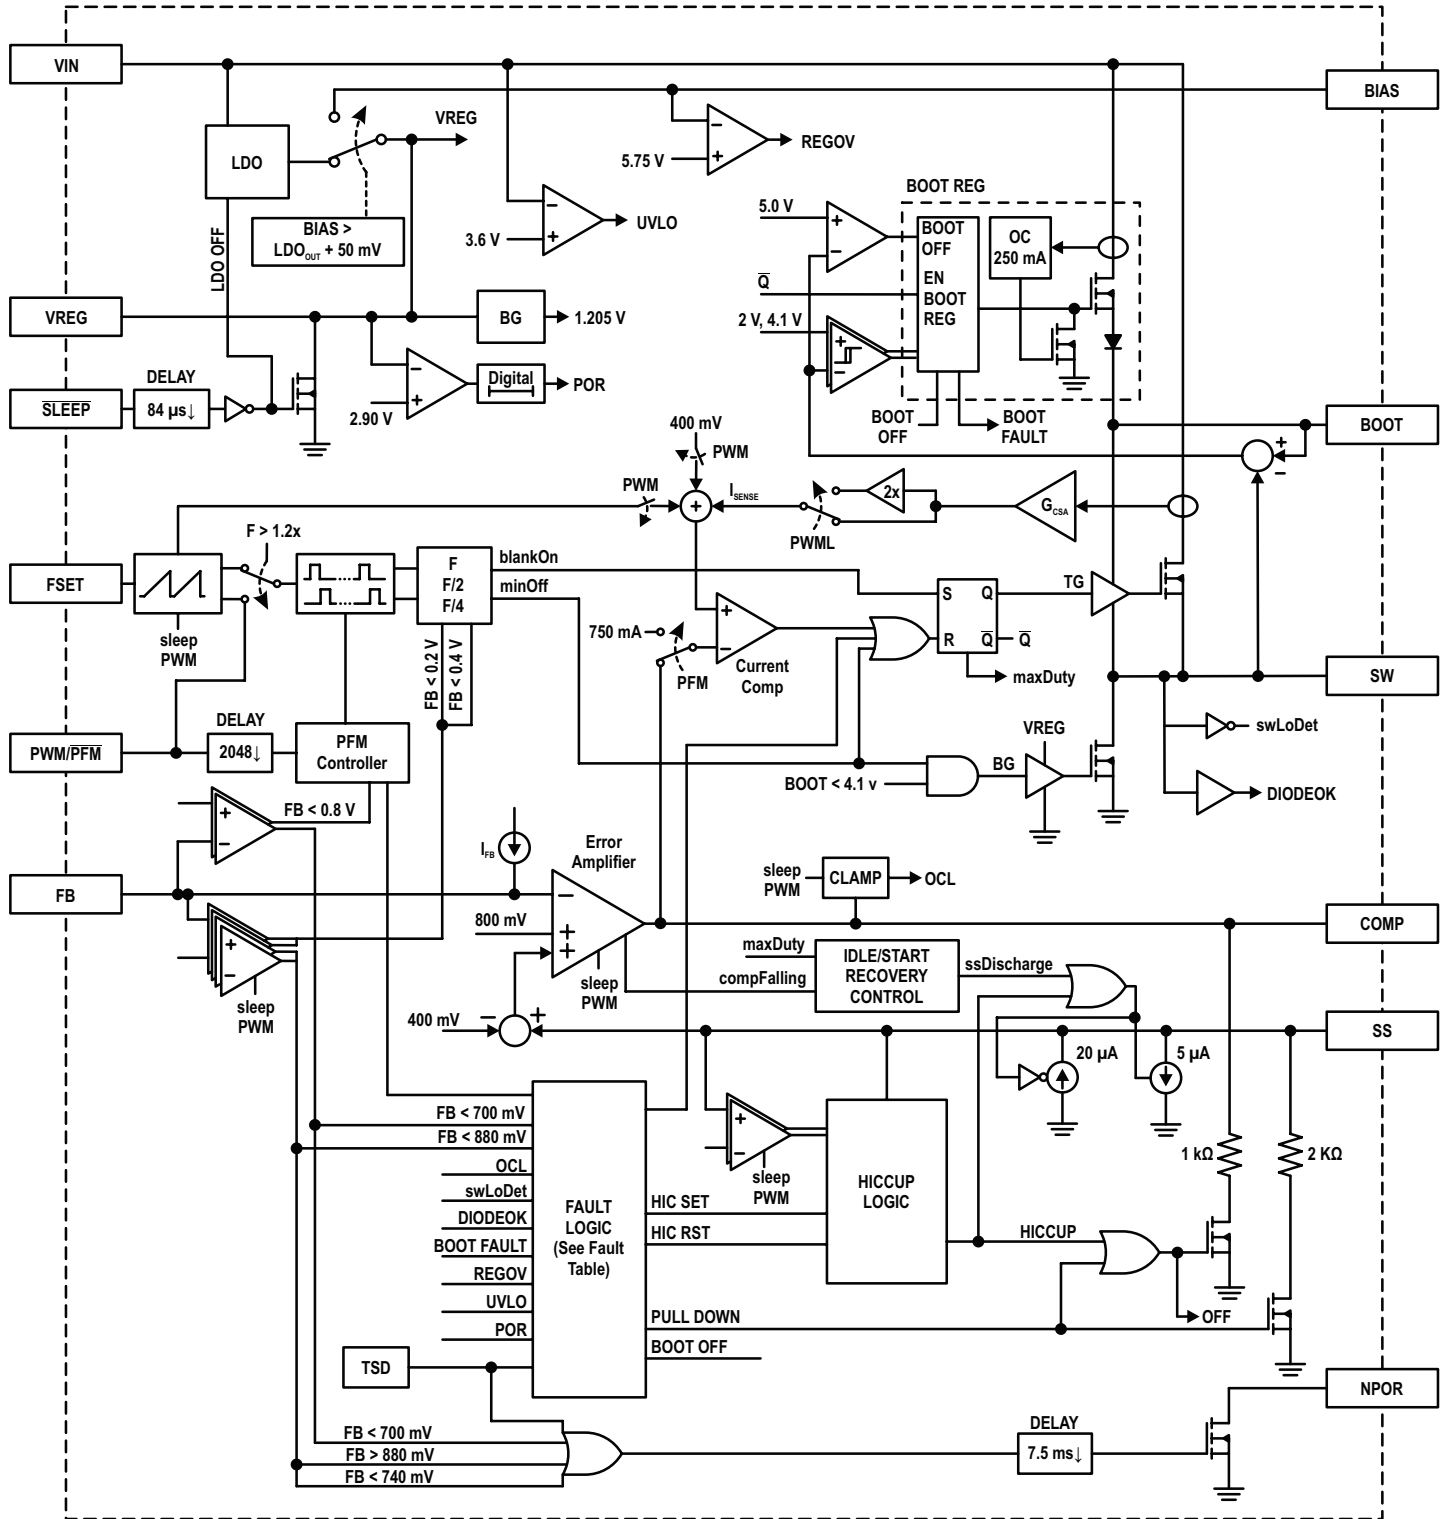 VIN
BIAS
VREG
LDO
5.75 V
REGOV
BOOT REG
BIAS >
LDOOUT + 50 mV
UVLO
3.6 V
5.0 V
BOOT
OFF
OC
250 mA
LDO OFF
Q̅
EN
BOOT
REG
VREG
BG
1.205 V
2 V, 4.1 V
DELAY
Digital
POR
S̅L̅E̅E̅P̅
84 µs↓
2.90 V
BOOT
OFF
BOOT
FAULT
BOOT
400 mV
PWM
PWM
ISENSE
2x
GCSA
PWML
F > 1.2x
FSET
F
F/2
F/4
blankOn
minOff
TG
S
Q
R
Q̅
Q̅
sleep
PWM
750 mA
PFM
Current
Comp
maxDuty
SW
FB < 0.2 V
FB < 0.4 V
DELAY
PWM/P̅F̅M̅
2048↓
PFM
Controller
VREG
swLoDet
BG
BOOT < 4.1 v
DIODEOK
FB < 0.8 V
IFB
Error
Amplifier
FB
sleep
PWM
CLAMP
OCL
800 mV
COMP
maxDuty
compFalling
IDLE/START
RECOVERY
CONTROL
ssDischarge
sleep
PWM
sleep
PWM
400 mV
SS
20 µA
5 µA
FB < 700 mV
FB < 880 mV
OCL
swLoDet
DIODEOK
BOOT FAULT
REGOV
UVLO
POR
FAULT
LOGIC
(See Fault
Table)
sleep
PWM
HICCUP
LOGIC
1 kΩ
2 KΩ
HIC SET
HIC RST
HICCUP
PULL DOWN
OFF
BOOT OFF
TSD
NPOR
FB < 700 mV
FB > 880 mV
FB < 740 mV
DELAY
7.5 ms↓